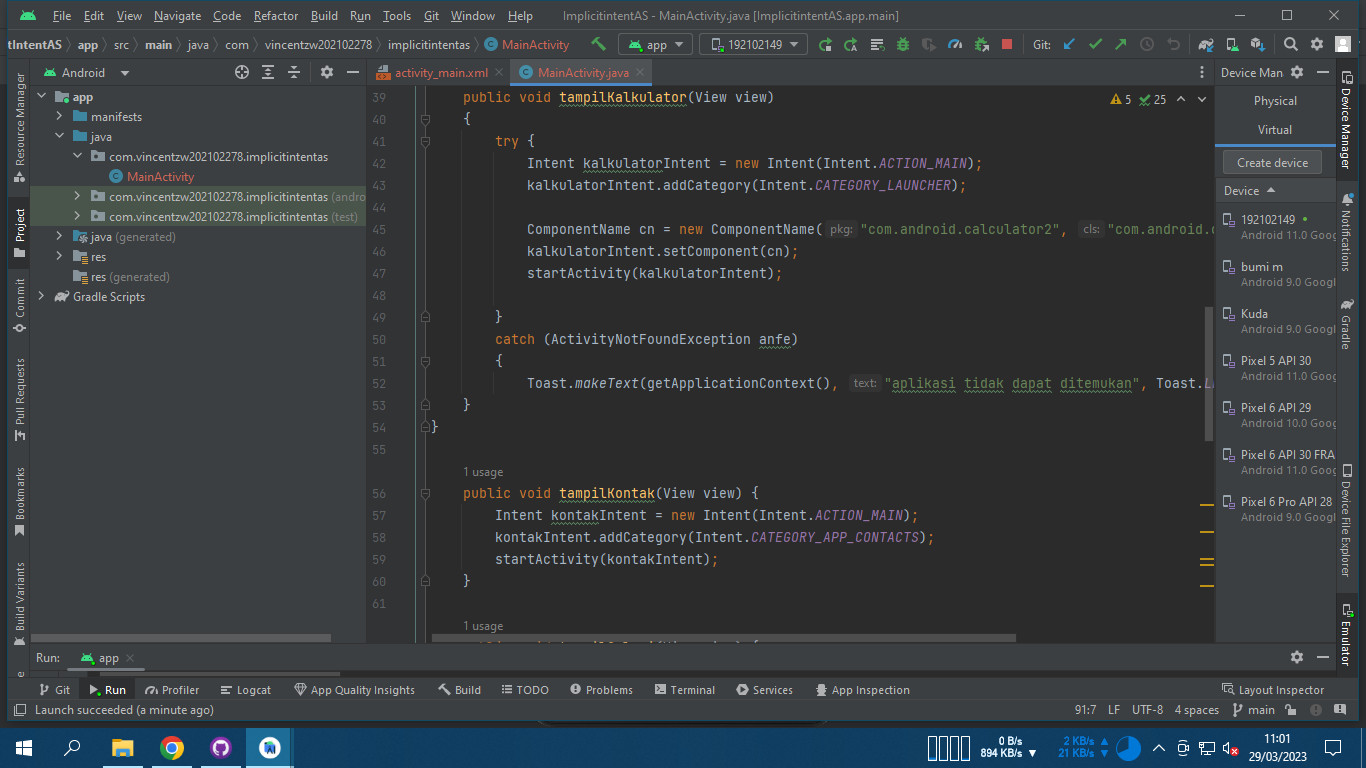 File Edit View Navigate Code Refactor Build Run Tools Git Window Help ImplicitintentAS - MainActivity.java [ImplicitintentAS.app.main]
tIntentAS app src main java com vincentzw202102278 implicitintentas MainActivity app 192102149 Git:
Android
activity_main.xml MainActivity.java
Device Man
Resource Manager
Project
Commit
Pull Requests
Bookmarks
Build Variants
app
manifests
java
com.vincentzw202102278.implicitintentas
MainActivity
com.vincentzw202102278.implicitintentas (andro
com.vincentzw202102278.implicitintentas (test)
java (generated)
res
res (generated)
Gradle Scripts
5 25
39 public void tampilKalkulator(View view)
40 {
41 try {
42 Intent kalkulatorIntent = new Intent(Intent.ACTION_MAIN);
43 kalkulatorIntent.addCategory(Intent.CATEGORY_LAUNCHER);
44
45 ComponentName cn = new ComponentName( pkg: "com.android.calculator2", cls: "com.android.
46 kalkulatorIntent.setComponent(cn);
47 startActivity(kalkulatorIntent);
48
49 }
50 catch (ActivityNotFoundException anfe)
51 {
52 Toast.makeText(getApplicationContext(), text: "aplikasi tidak dapat ditemukan", Toast.L
53 }
54 }
55
1 usage
56 public void tampilKontak(View view) {
57 Intent kontakIntent = new Intent(Intent.ACTION_MAIN);
58 kontakIntent.addCategory(Intent.CATEGORY_APP_CONTACTS);
59 startActivity(kontakIntent);
60 }
61
1 usage
Physical
Virtual
Create device
Device
192102149
Android 11.0 Goog
bumi m
Android 9.0 Googl
Kuda
Android 9.0 Googl
Pixel 5 API 30
Android 11.0 Goog
Pixel 6 API 29
Android 10.0 Goog
Pixel 6 API 30 FRA
Android 11.0 Goog
Pixel 6 Pro API 28
Android 9.0 Googl
Device Manager
Notifications
Gradle
Device File Explorer
Emulator
Run: app
Git Run Profiler Logcat App Quality Insights Build TODO Problems Terminal Services App Inspection Layout Inspector
Launch succeeded (a minute ago) 91:7 LF UTF-8 4 spaces main
0 B/s 2 KB/s 11:01
894 KB/s 21 KB/s 29/03/2023